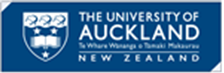 THE UNIVERSITY OF
AUCKLAND
Te Whare Wānanga o Tāmaki Makaurau
NEW ZEALAND